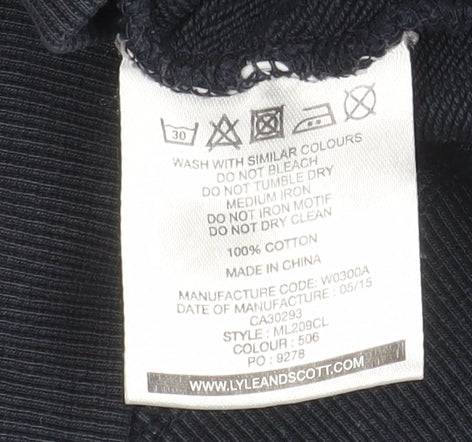 30
WASH WITH SIMILAR COLOURS
DO NOT BLEACH
DO NOT TUMBLE DRY
MEDIUM IRON
DO NOT IRON MOTIF
DO NOT DRY CLEAN
100% COTTON
MADE IN CHINA
MANUFACTURE CODE: W0300A
DATE OF MANUFACTURE : 05/15
CA30293
STYLE : ML209CL
COLOUR : 506
PO : 9278
WWW.LYLEANDSCOTT.COM